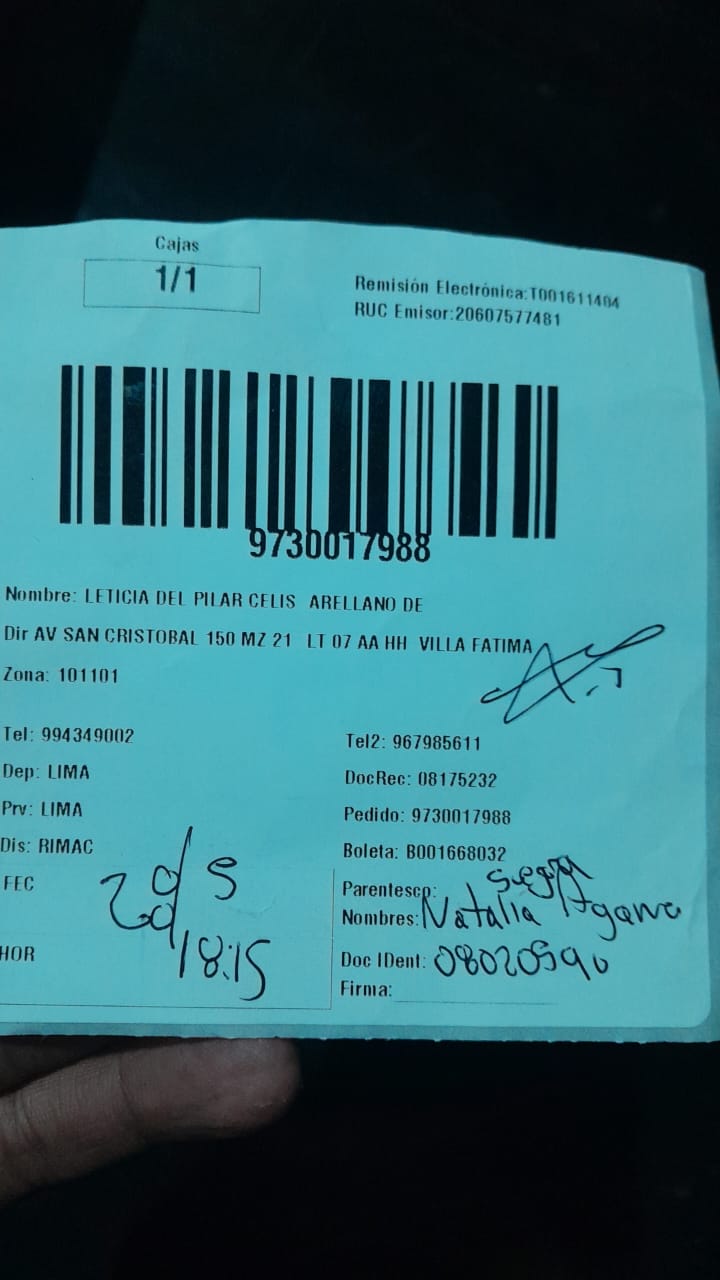 Cajas
1/1
Remisión Electrónica:T001611404
RUC Emisor:20607577481
9730017988
Nombre: LETICIA DEL PILAR CELIS ARELLANO DE
Dir AV SAN CRISTOBAL 150 MZ 21 LT 07 AA HH VILLA FATIMA
Zona: 101101
Tel: 994349002
Tel2: 967985611
Dep: LIMA
DocRec: 08175232
Prv: LIMA
Pedido: 9730017988
Dis: RIMAC
Boleta: B001668032
FEC
Parentesco: suegra
Nombres: Natalia
HOR 18:15
Doc IDent: 08020590
Firma: